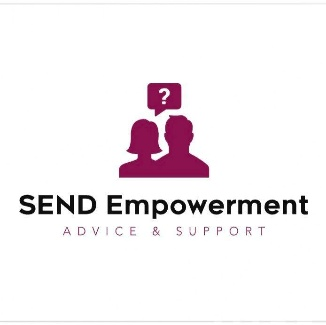 ?
SEND Empowerment
ADVICE & SUPPORT